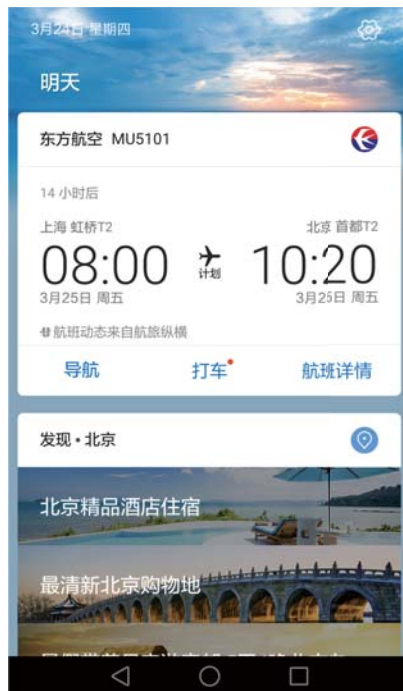 3月24日 星期四
明天
东方航空 MU5101
14 小时后
上海 虹桥T2
北京 首都T2
08:00
计划
10:20
3月25日 周五
3月25日 周五
航班动态来自航旅纵横
导航
打车
航班详情
发现 • 北京
北京精品酒店住宿
最清新北京购物地